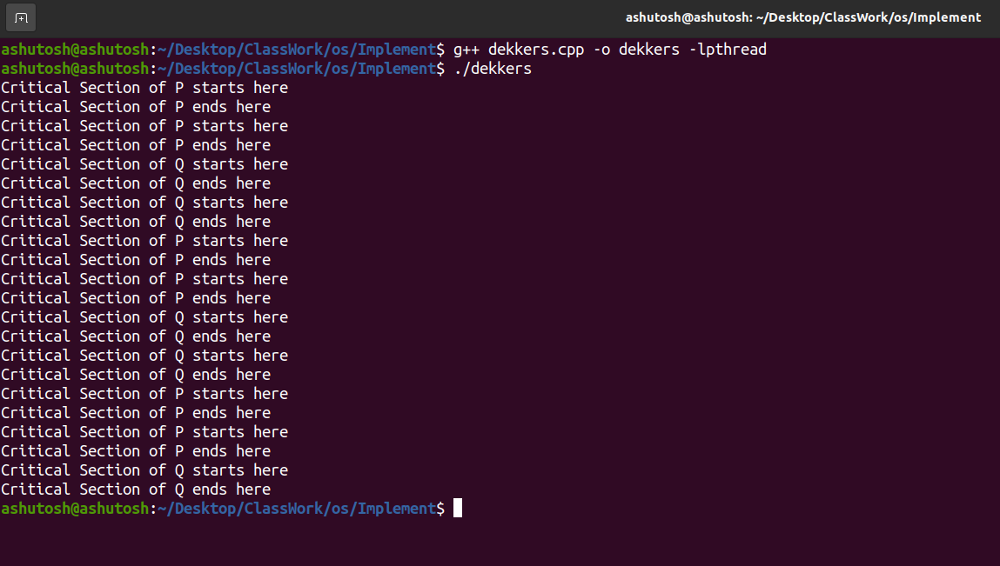 ashutosh@ashutosh: ~/Desktop/ClassWork/os/Implement
ashutosh@ashutosh:~/Desktop/ClassWork/os/Implement$ g++ dekkers.cpp -o dekkers -lpthread
ashutosh@ashutosh:~/Desktop/ClassWork/os/Implement$ ./dekkers
Critical Section of P starts here
Critical Section of P ends here
Critical Section of P starts here
Critical Section of P ends here
Critical Section of Q starts here
Critical Section of Q ends here
Critical Section of Q starts here
Critical Section of Q ends here
Critical Section of P starts here
Critical Section of P ends here
Critical Section of P starts here
Critical Section of P ends here
Critical Section of Q starts here
Critical Section of Q ends here
Critical Section of Q starts here
Critical Section of Q ends here
Critical Section of P starts here
Critical Section of P ends here
Critical Section of P starts here
Critical Section of P ends here
Critical Section of Q starts here
Critical Section of Q ends here
ashutosh@ashutosh:~/Desktop/ClassWork/os/Implement$